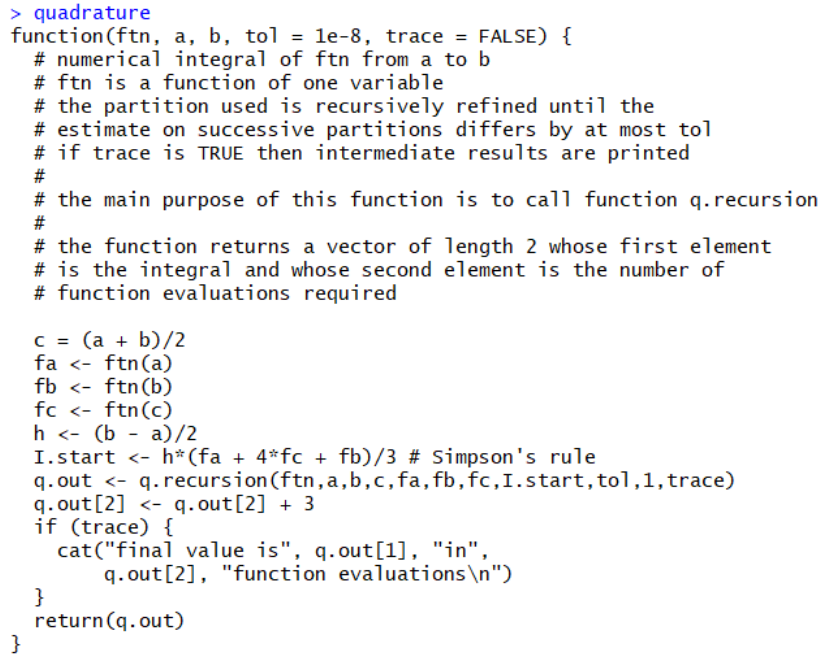 > quadrature
function(ftn, a, b, tol = 1e-8, trace = FALSE) {
  # numerical integral of ftn from a to b
  # ftn is a function of one variable
  # the partition used is recursively refined until the
  # estimate on successive partitions differs by at most tol
  # if trace is TRUE then intermediate results are printed
  #
  # the main purpose of this function is to call function q.recursion
  #
  # the function returns a vector of length 2 whose first element
  # is the integral and whose second element is the number of
  # function evaluations required

  c = (a + b)/2
  fa <- ftn(a)
  fb <- ftn(b)
  fc <- ftn(c)
  h <- (b - a)/2
  I.start <- h*(fa + 4*fc + fb)/3 # Simpson's rule
  q.out <- q.recursion(ftn,a,b,c,fa,fb,fc,I.start,tol,1,trace)
  q.out[2] <- q.out[2] + 3
  if (trace) {
    cat("final value is", q.out[1], "in",
        q.out[2], "function evaluations\n")
  }
  return(q.out)
}